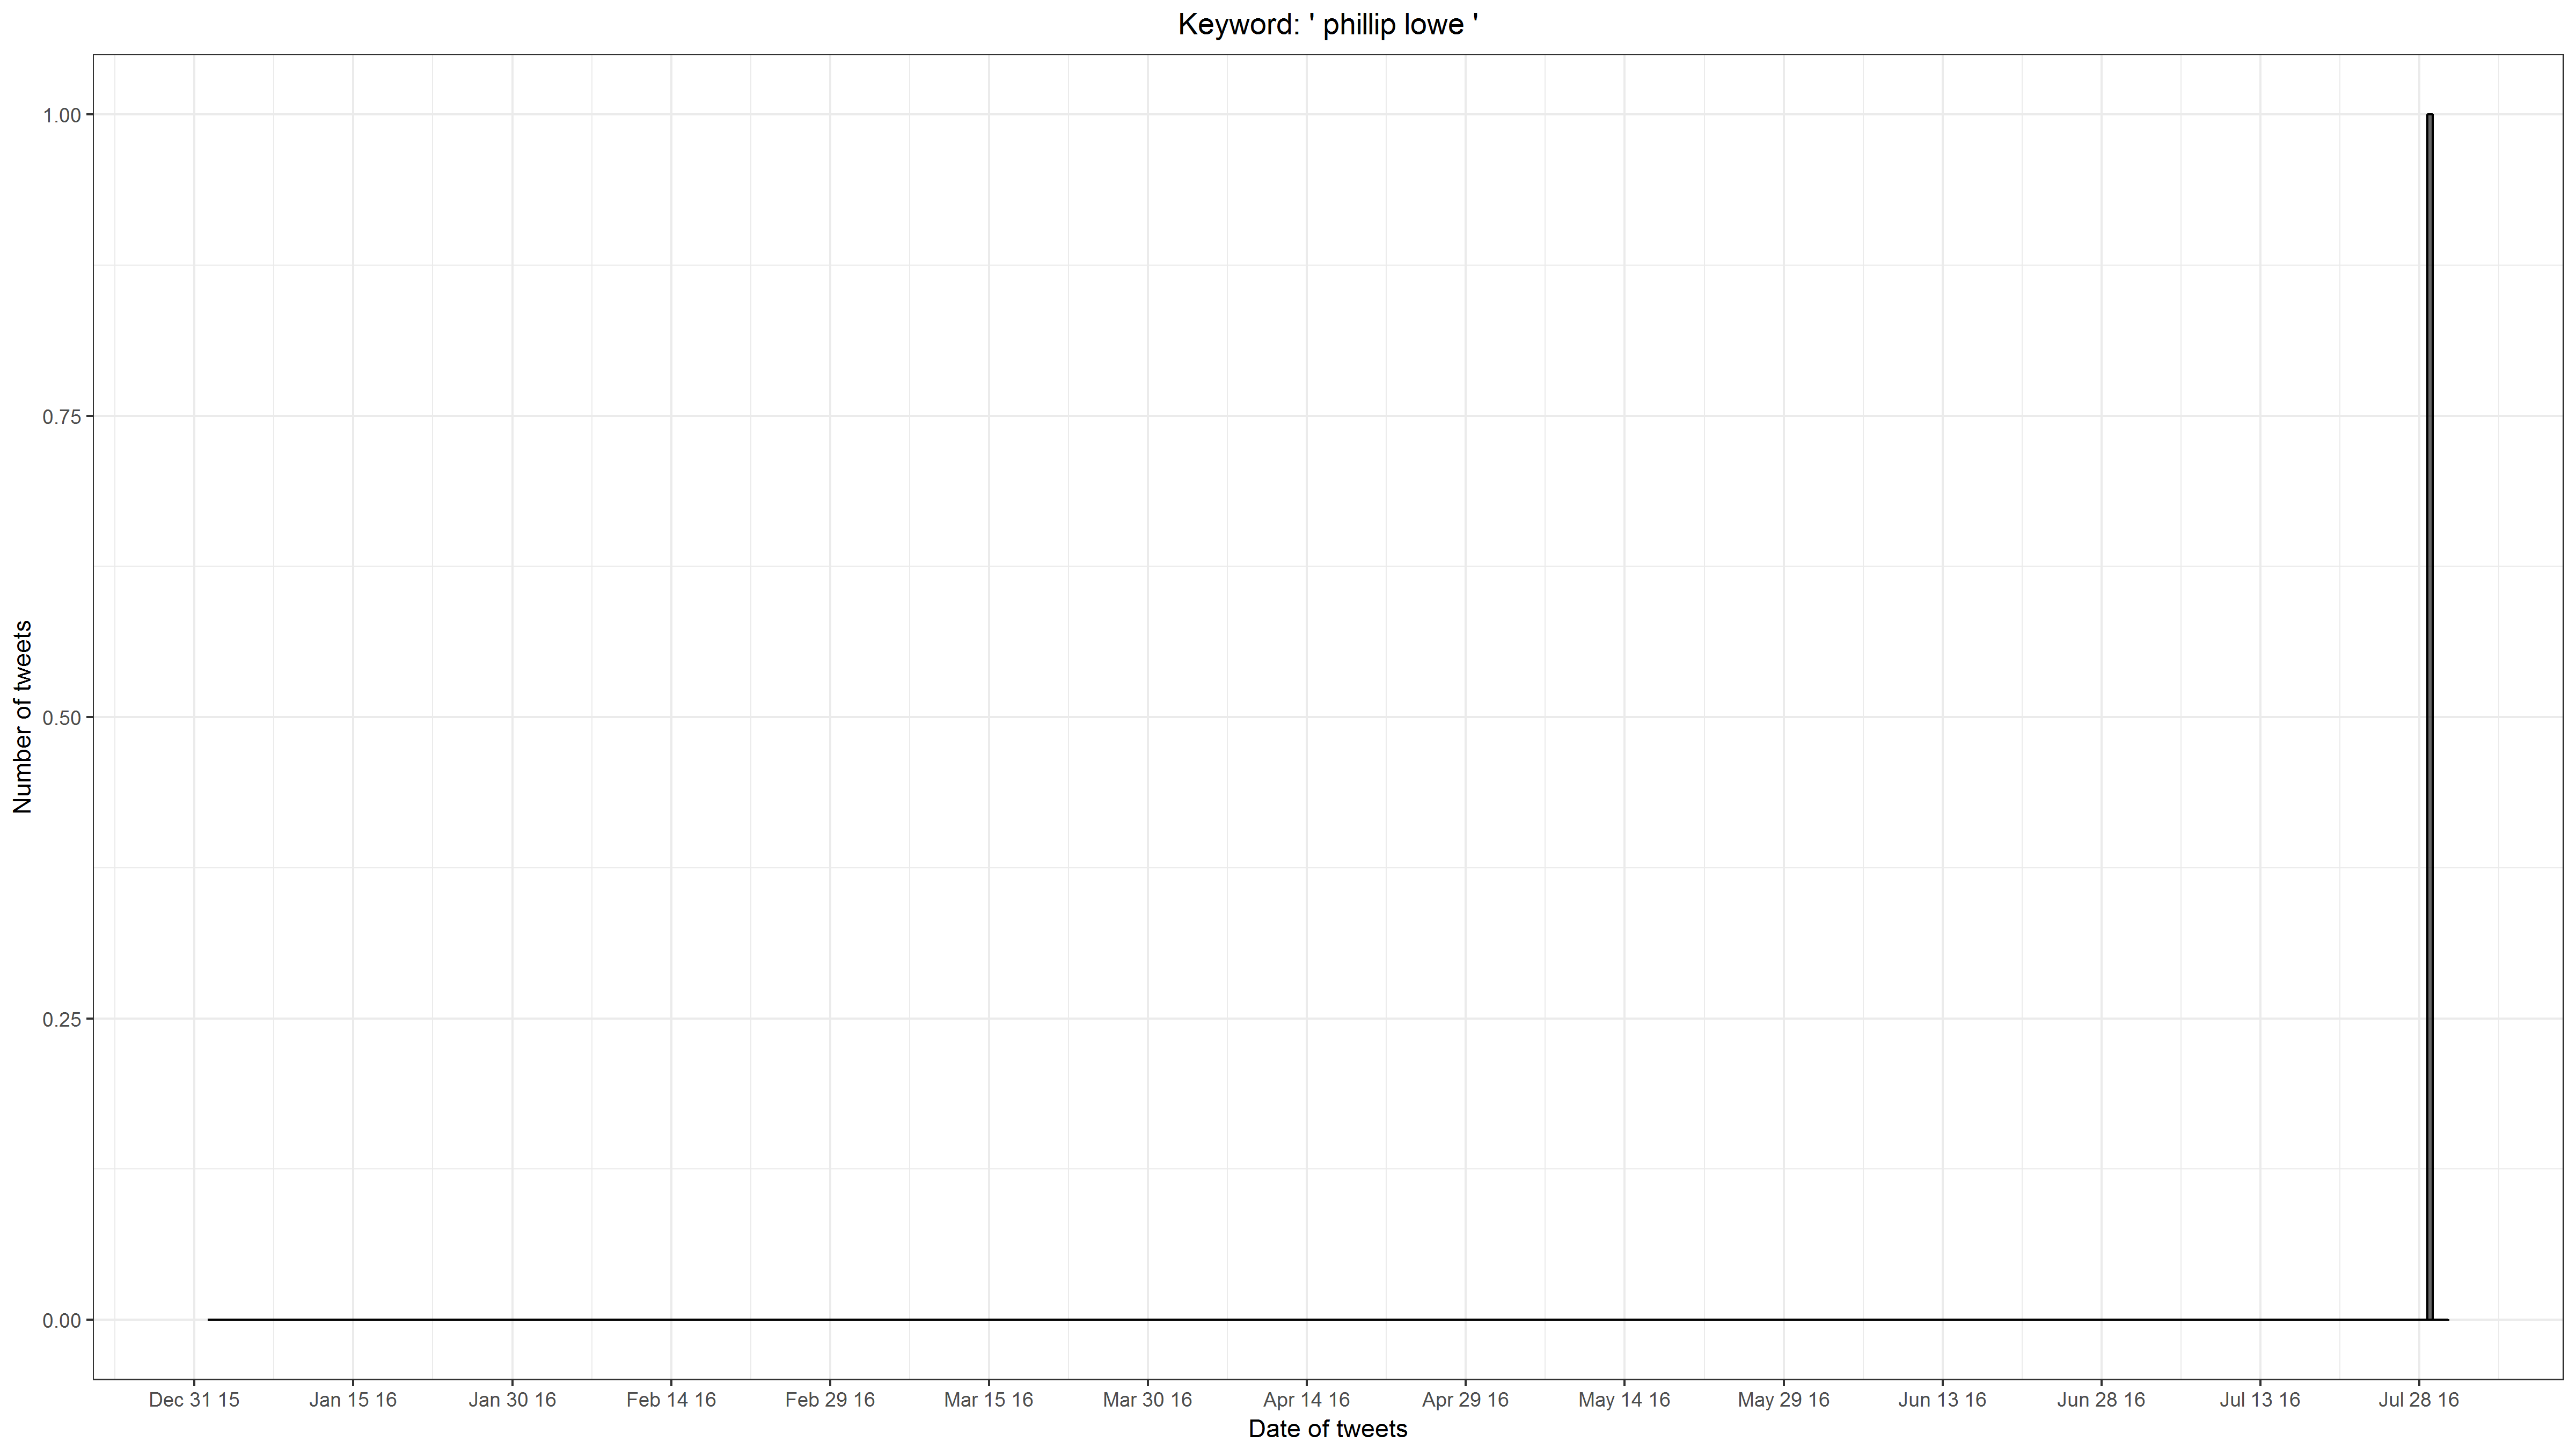 Keyword: ' phillip lowe '
1.00
0.75
0.50
0.25
0.00
Number of tweets
Dec 31 15 Jan 15 16 Jan 30 16 Feb 14 16 Feb 29 16 Mar 15 16 Mar 30 16 Apr 14 16 Apr 29 16 May 14 16 May 29 16 Jun 13 16 Jun 28 16 Jul 13 16 Jul 28 16
Date of tweets